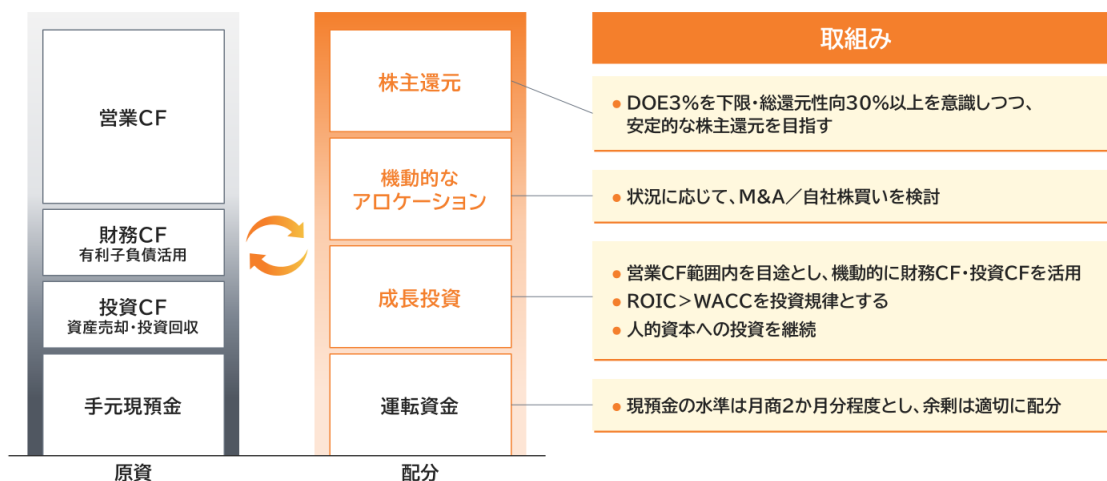 営業CF
財務CF
有利子負債活用
投資CF
資産売却・投資回収
手元現預金
原資
株主還元
機動的な
アロケーション
成長投資
運転資金
配分
取組み
● DOE3%を下限・総還元性向30%以上を意識しつつ、
安定的な株主還元を目指す
● 状況に応じて、M&A／自社株買いを検討
● 営業CF範囲内を目途とし、機動的に財務CF・投資CFを活用
● ROIC＞WACCを投資規律とする
● 人的資本への投資を継続
● 現預金の水準は月商2か月分程度とし、余剰は適切に配分